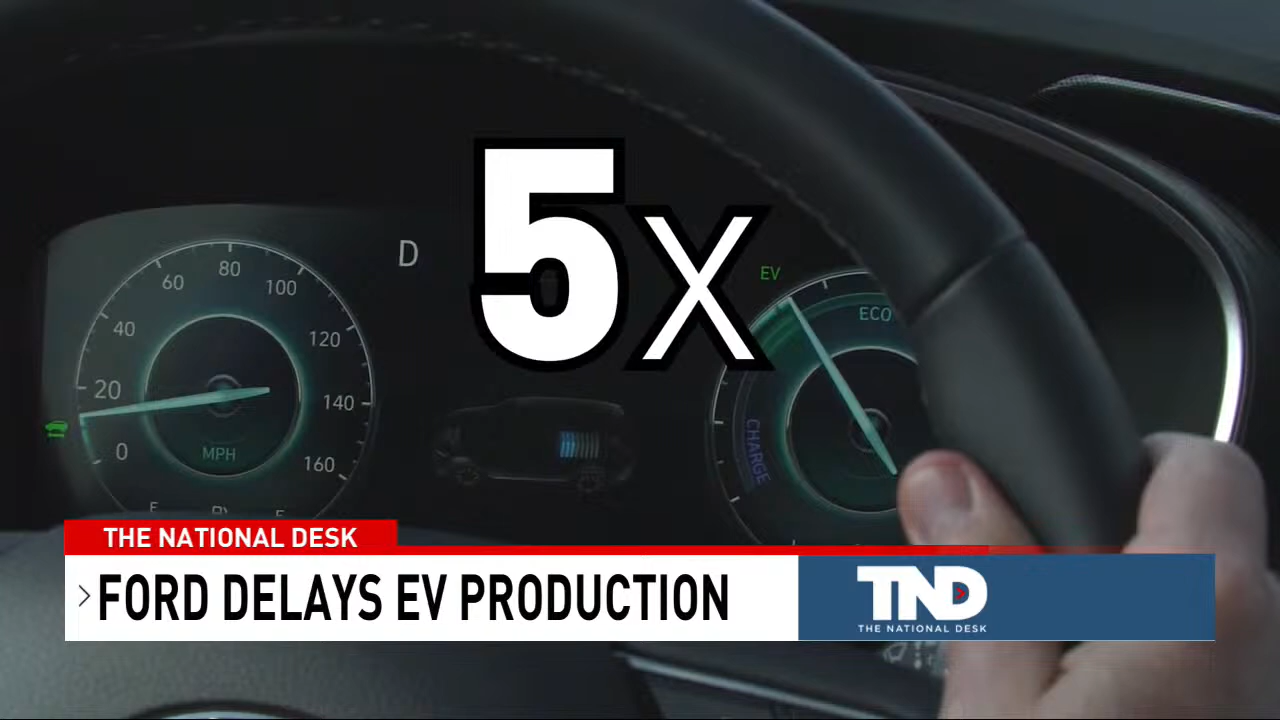 5X
D
EV
60
80
100
40
120
20
140
0
160
MPH
ECO
CHARGE
THE NATIONAL DESK
FORD DELAYS EV PRODUCTION
TND
THE NATIONAL DESK